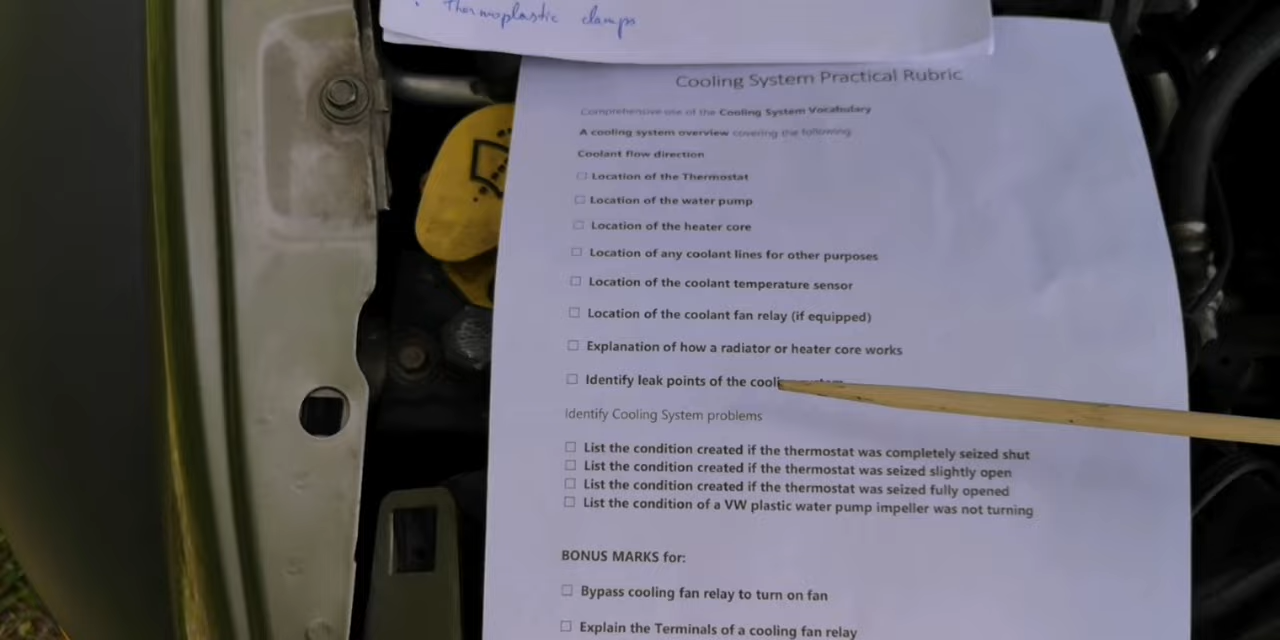 · Thermoplastic clamps
Cooling System Practical Rubric
Comprehensive use of the Cooling System Vocabulary
A cooling system overview covering the following
Coolant flow direction
☐ Location of the Thermostat
☐ Location of the water pump
☐ Location of the heater core
☐ Location of any coolant lines for other purposes
☐ Location of the coolant temperature sensor
☐ Location of the coolant fan relay (if equipped)
☐ Explanation of how a radiator or heater core works
☐ Identify leak points of the cooling system
Identify Cooling System problems
☐ List the condition created if the thermostat was completely seized shut
☐ List the condition created if the thermostat was seized slightly open
☐ List the condition created if the thermostat was seized fully opened
☐ List the condition of a VW plastic water pump impeller was not turning
BONUS MARKS for:
☐ Bypass cooling fan relay to turn on fan
☐ Explain the Terminals of a cooling fan relay